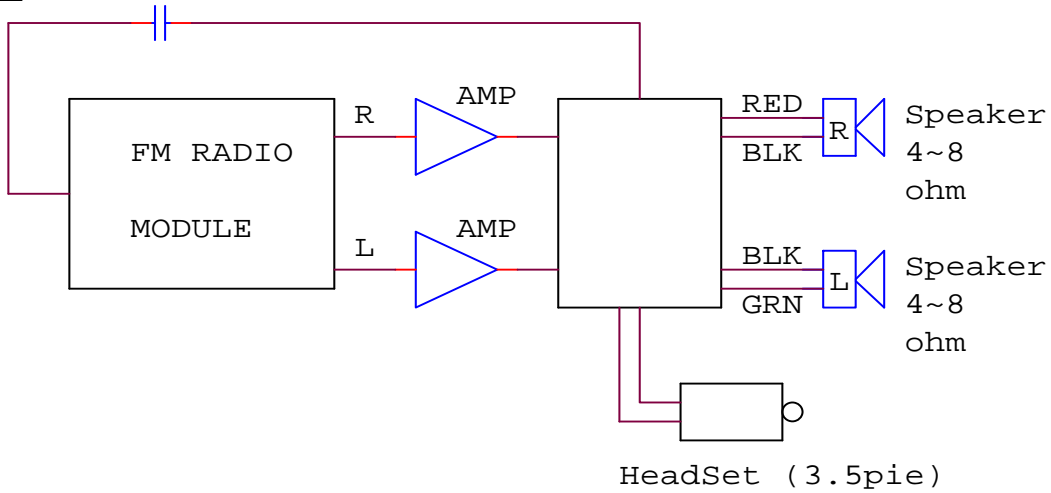 FM RADIO
MODULE
R
L
AMP
AMP
RED
BLK
R
Speaker
4~8
ohm
BLK
GRN
L
Speaker
4~8
ohm
HeadSet (3.5pie)